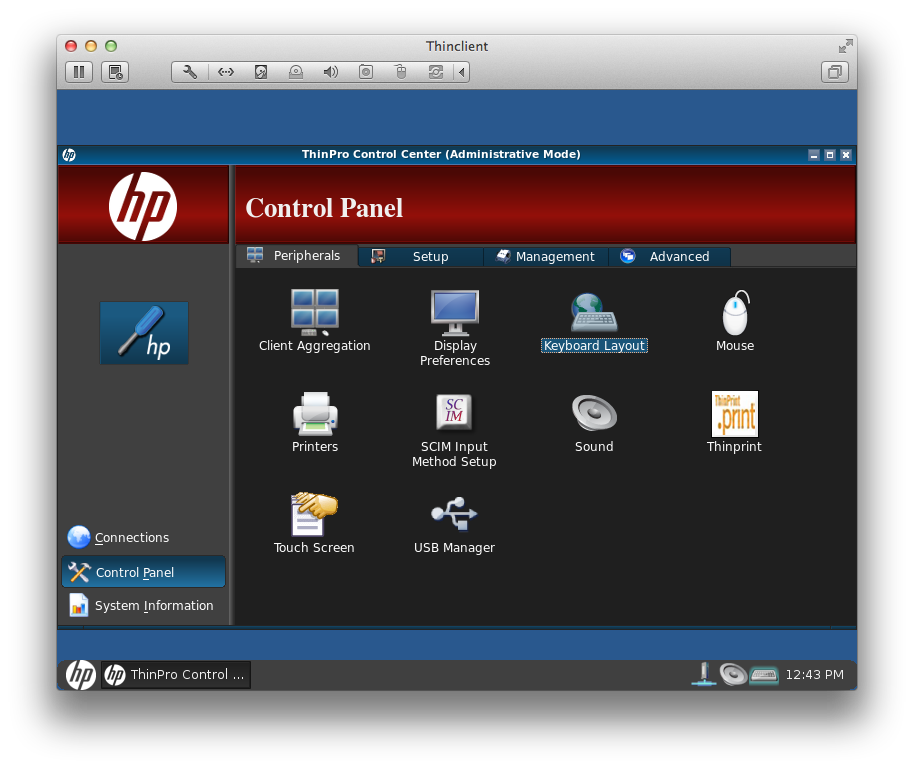 Thinclient
ThinPro Control Center (Administrative Mode)
hp
Control Panel
Peripherals
Setup
Management
Advanced
hp
Client Aggregation
Display
Preferences
Keyboard Layout
Mouse
Printers
SC
IM
SCIM Input
Method Setup
Sound
ThinPrint
.print
Thinprint
Touch Screen
USB Manager
Connections
Control Panel
System Information
hp
hp
ThinPro Control ...
12:43 PM